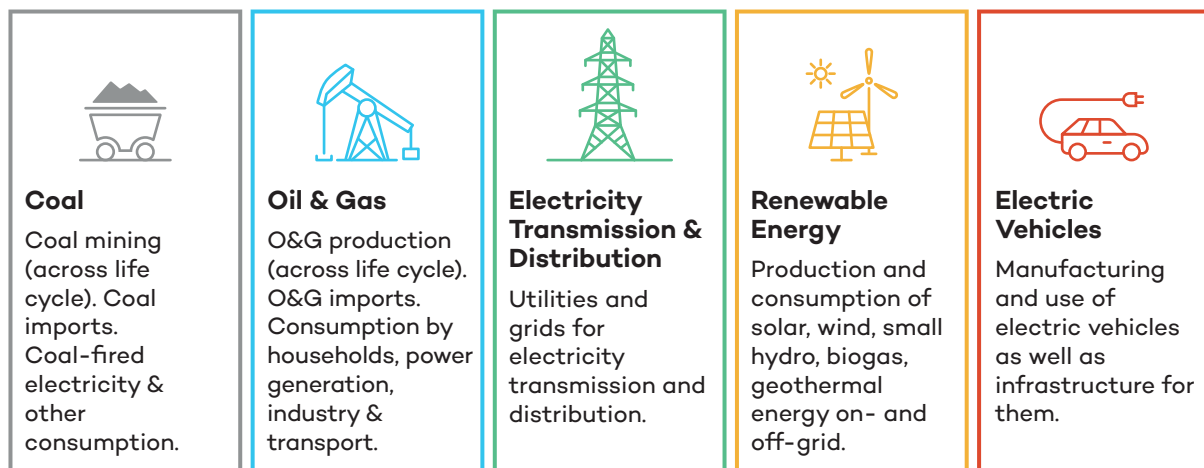 Coal
Coal mining
(across life
cycle). Coal
imports.
Coal-fired
electricity &
other
consumption.
Oil & Gas
O&G production
(across life cycle).
O&G imports.
Consumption by
households, power
generation,
industry &
transport.
Electricity
Transmission &
Distribution
Utilities and
grids for
electricity
transmission and
distribution.
Renewable
Energy
Production and
consumption of
solar, wind, small
hydro, biogas,
geothermal
energy on- and
off-grid.
Electric
Vehicles
Manufacturing
and use of
electric vehicles
as well as
infrastructure for
them.